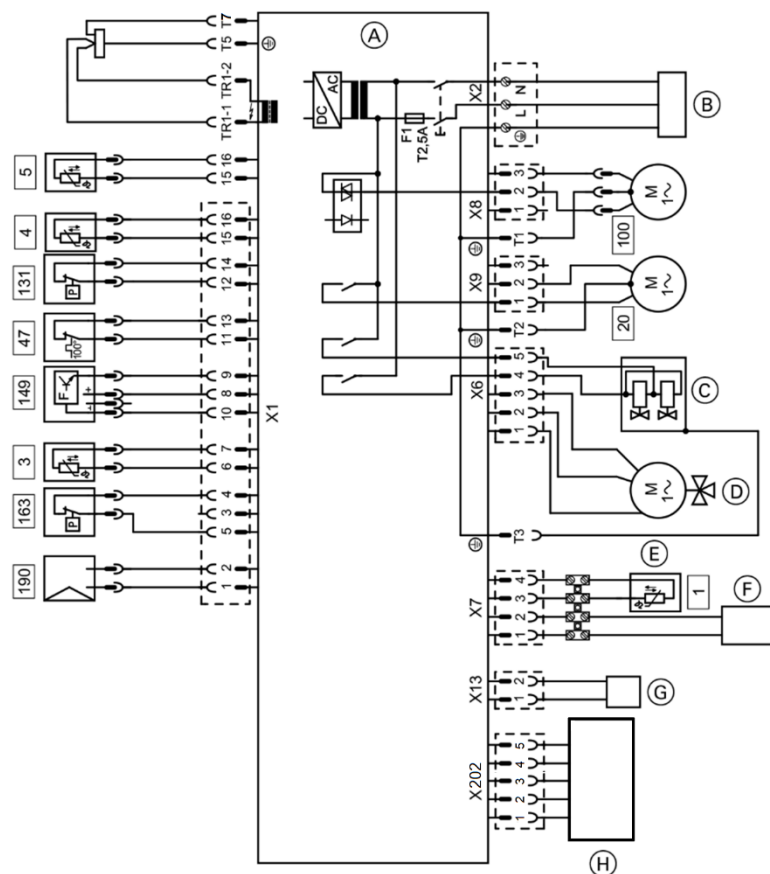 T7
T5
TR1-2
TR1-1
5
16
15
4
16
15
131
P
14
12
47
100°
13
11
149
F
+
-
9
8
10
3
7
6
163
P
4
3
5
190
2
1
X1
A
AC
DC
F1
T2,5A
X2
N
L
B
X8
3
2
1
T1
M
1~
100
X9
3
2
1
T2
M
1~
20
X6
5
4
3
2
1
C
M
1~
D
T3
E
X7
4
3
2
1
1
F
X13
2
1
G
X202
5
4
3
2
1
H